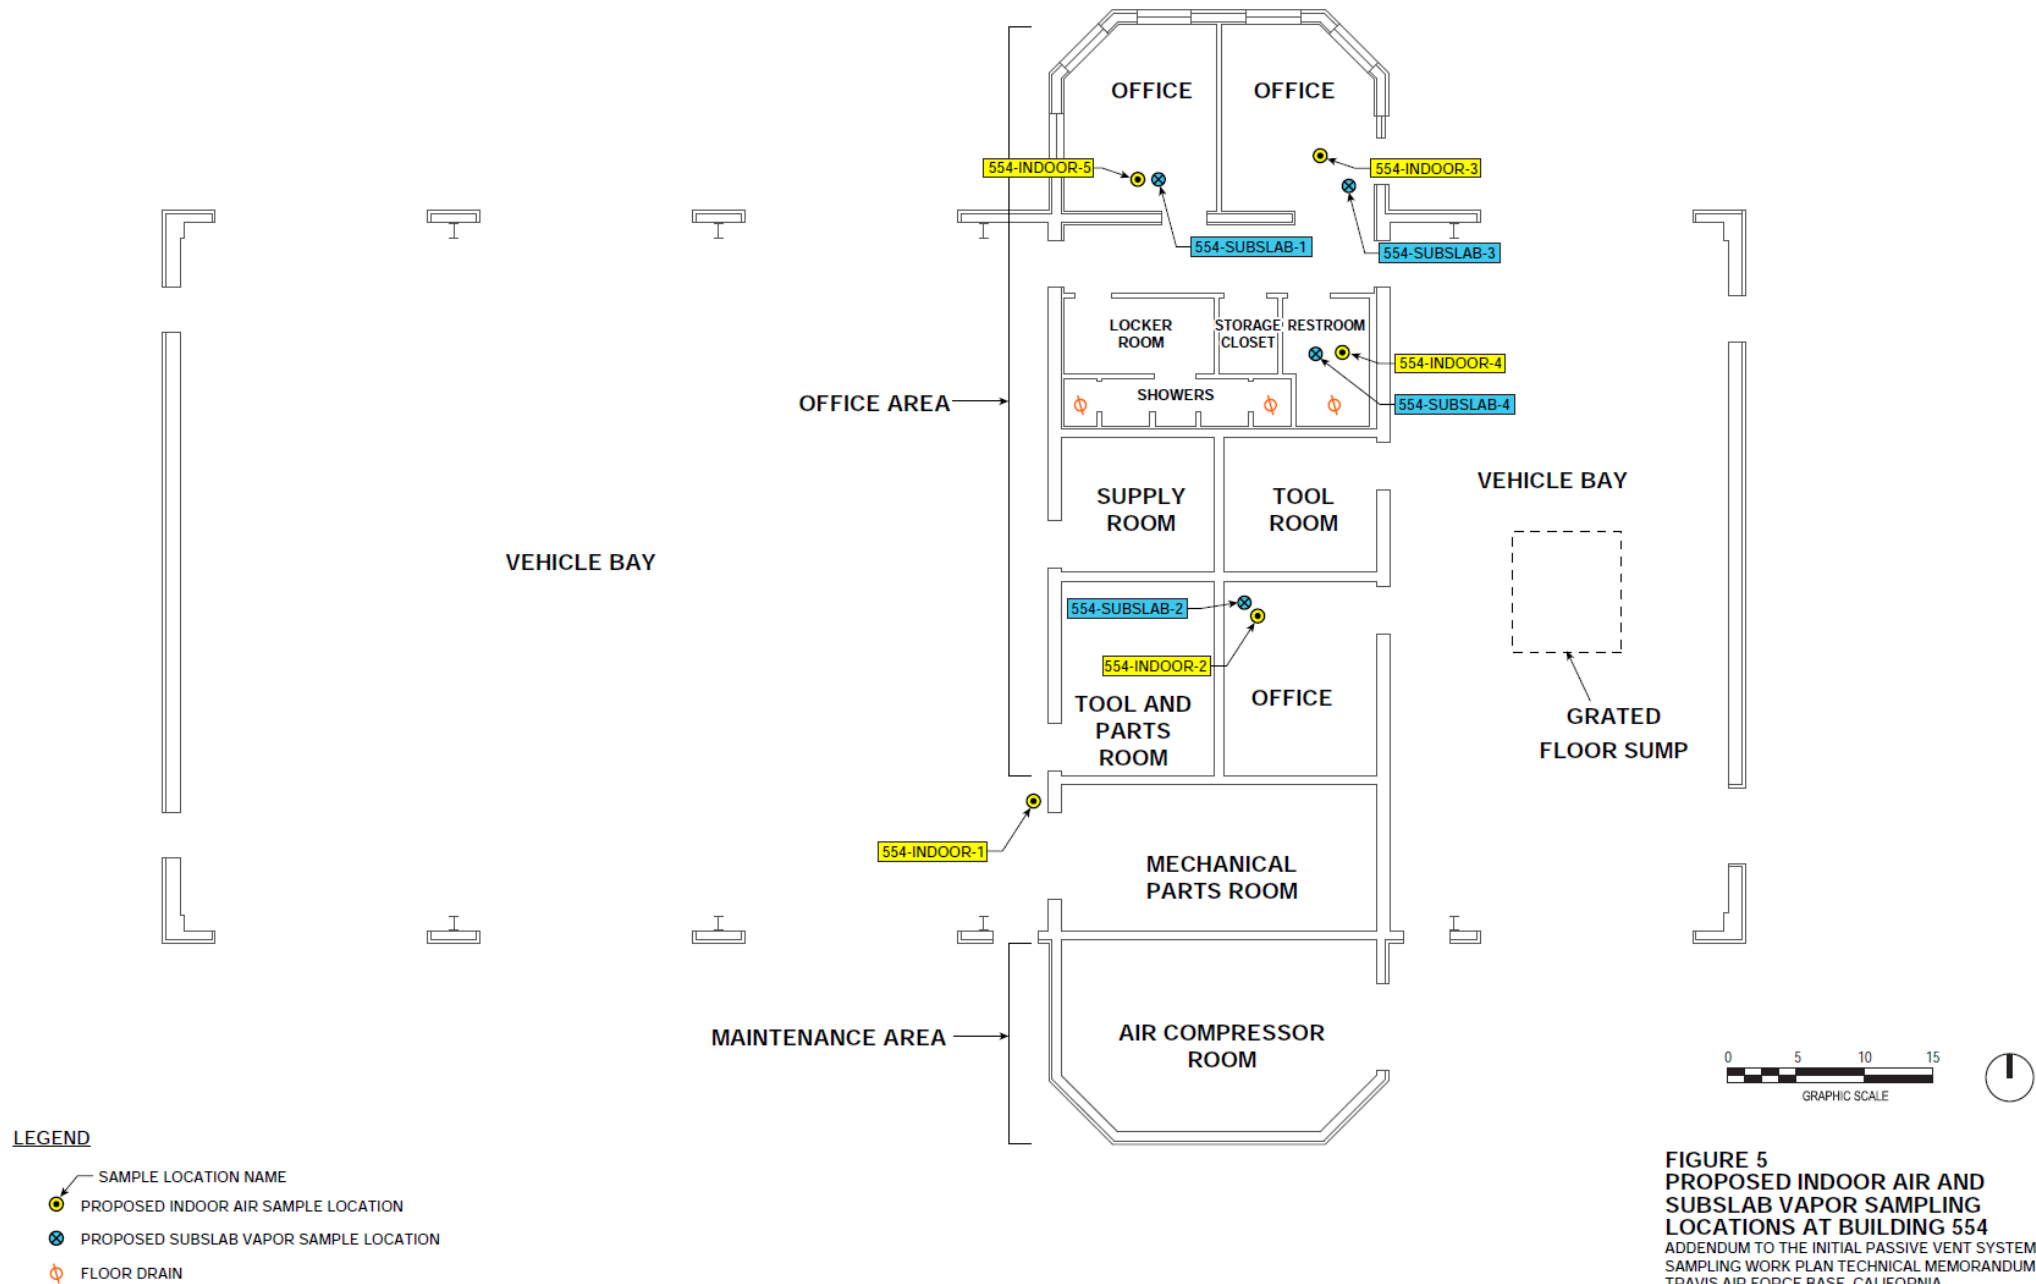 OFFICE
OFFICE
554-INDOOR-5
554-INDOOR-3
554-SUBSLAB-1
554-SUBSLAB-3
LOCKER
ROOM
STORAGE
CLOSET
RESTROOM
554-INDOOR-4
SHOWERS
OFFICE AREA
554-SUBSLAB-4
VEHICLE BAY
SUPPLY
ROOM
TOOL
ROOM
VEHICLE BAY
554-SUBSLAB-2
554-INDOOR-2
TOOL AND
PARTS
ROOM
OFFICE
GRATED
FLOOR SUMP
554-INDOOR-1
MECHANICAL
PARTS ROOM
MAINTENANCE AREA
AIR COMPRESSOR
ROOM
0 5 10 15
GRAPHIC SCALE
LEGEND
SAMPLE LOCATION NAME
PROPOSED INDOOR AIR SAMPLE LOCATION
PROPOSED SUBSLAB VAPOR SAMPLE LOCATION
FLOOR DRAIN
FIGURE 5
PROPOSED INDOOR AIR AND
SUBSLAB VAPOR SAMPLING
LOCATIONS AT BUILDING 554
ADDENDUM TO THE INITIAL PASSIVE VENT SYSTEM
SAMPLING WORK PLAN TECHNICAL MEMORANDUM
TRAVIS AIR FORCE BASE, CALIFORNIA